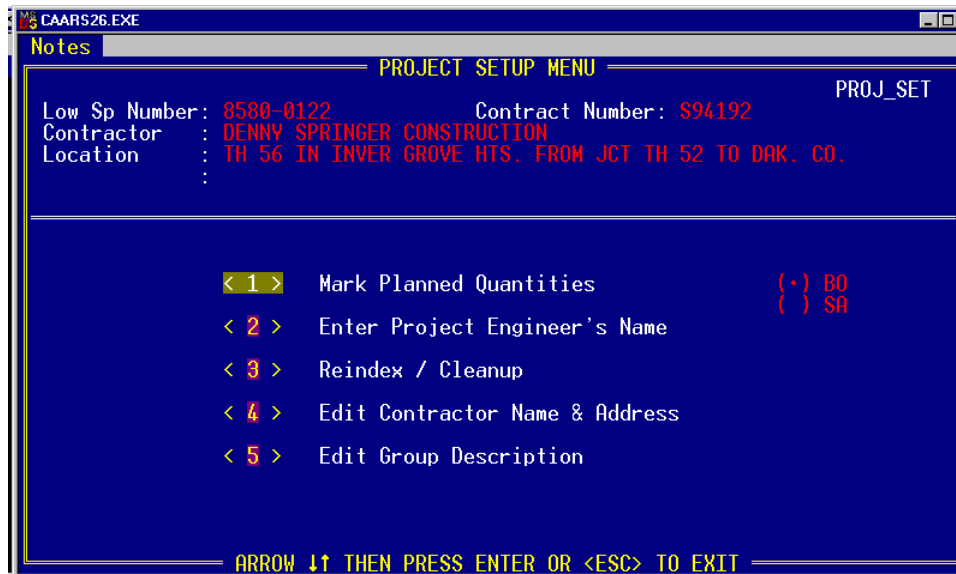 CAARS26.EXE
Notes
PROJECT SETUP MENU
PROJ_SET
Low Sp Number: 8580-0122 Contract Number: S94192
Contractor : DENNY SPRINGER CONSTRUCTION
Location : TH 56 IN INVER GROVE HTS. FROM JCT TH 52 TO DAK. CO.
:
< 1 > Mark Planned Quantities (•) BO
( ) SA
< 2 > Enter Project Engineer's Name
< 3 > Reindex / Cleanup
< 4 > Edit Contractor Name & Address
< 5 > Edit Group Description
ARROW ↓↑ THEN PRESS ENTER OR <ESC> TO EXIT